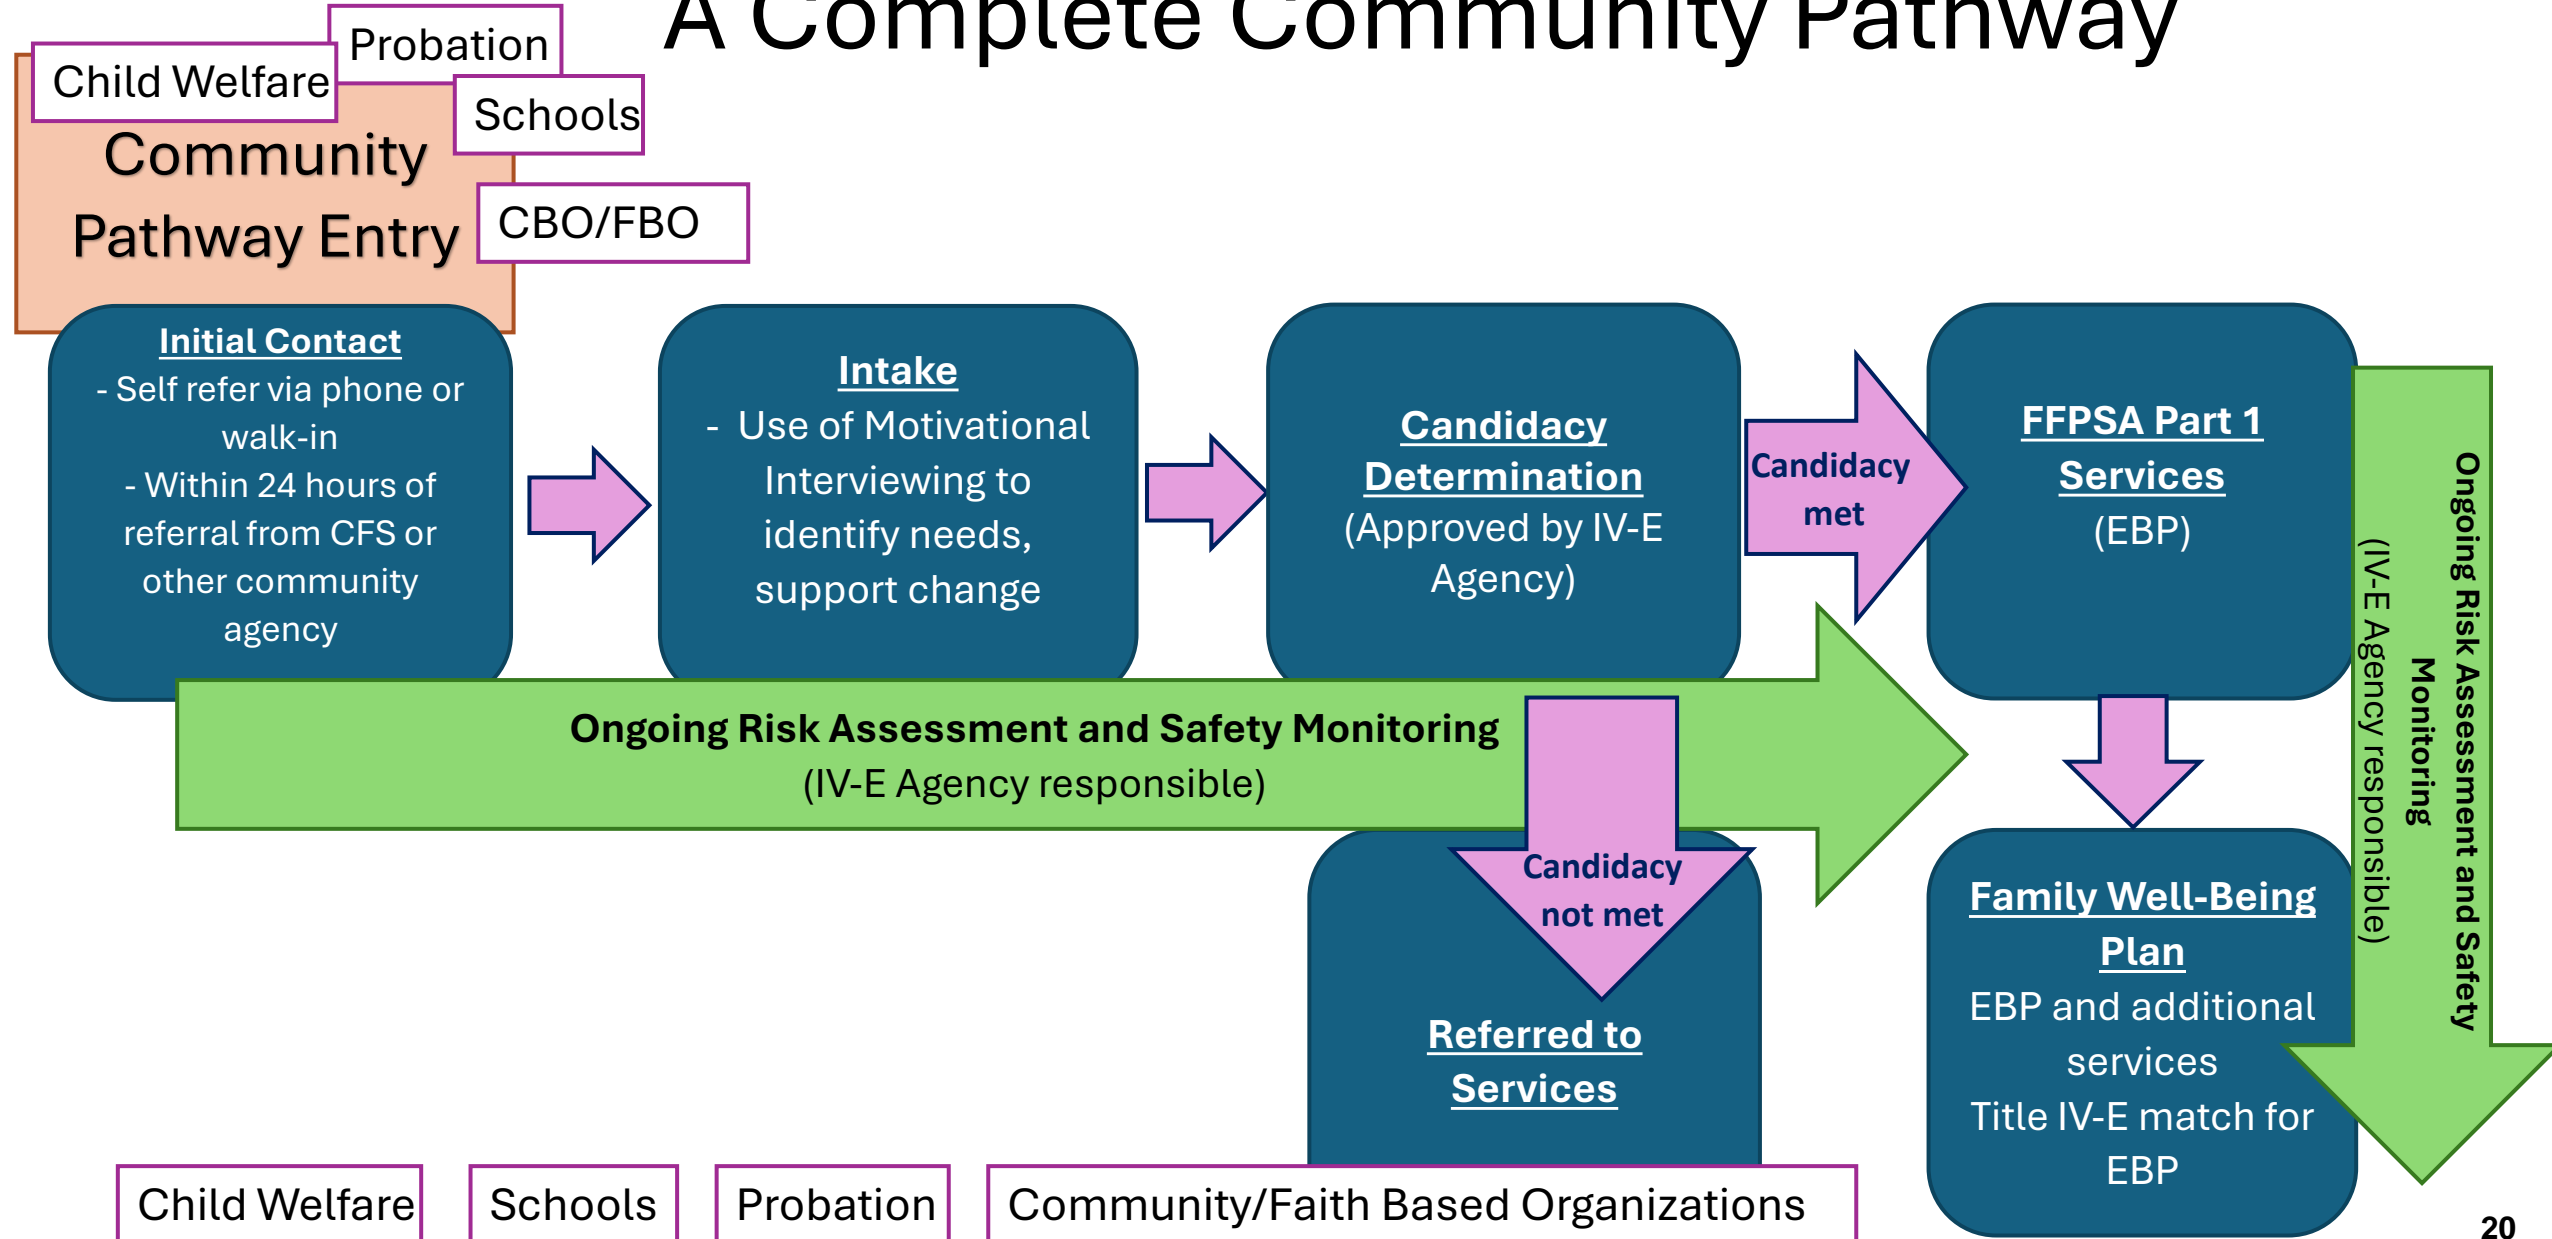 A Complete Community Pathway
Probation
Child Welfare
Schools
Community
Pathway Entry
CBO/FBO
Initial Contact
- Self refer via phone or
walk-in
- Within 24 hours of
referral from CFS or
other community
agency
Intake
- Use of Motivational
Interviewing to
identify needs,
support change
Candidacy
Determination
(Approved by IV-E
Agency)
Candidacy
met
FFPSA Part 1
Services
(EBP)
Ongoing Risk Assessment and Safety
Monitoring
(IV-E Agency responsible)
Ongoing Risk Assessment and Safety Monitoring
(IV-E Agency responsible)
Candidacy
not met
Referred to
Services
Family Well-Being
Plan
EBP and additional
services
Title IV-E match for
EBP
Child Welfare
Schools
Probation
Community/Faith Based Organizations
20